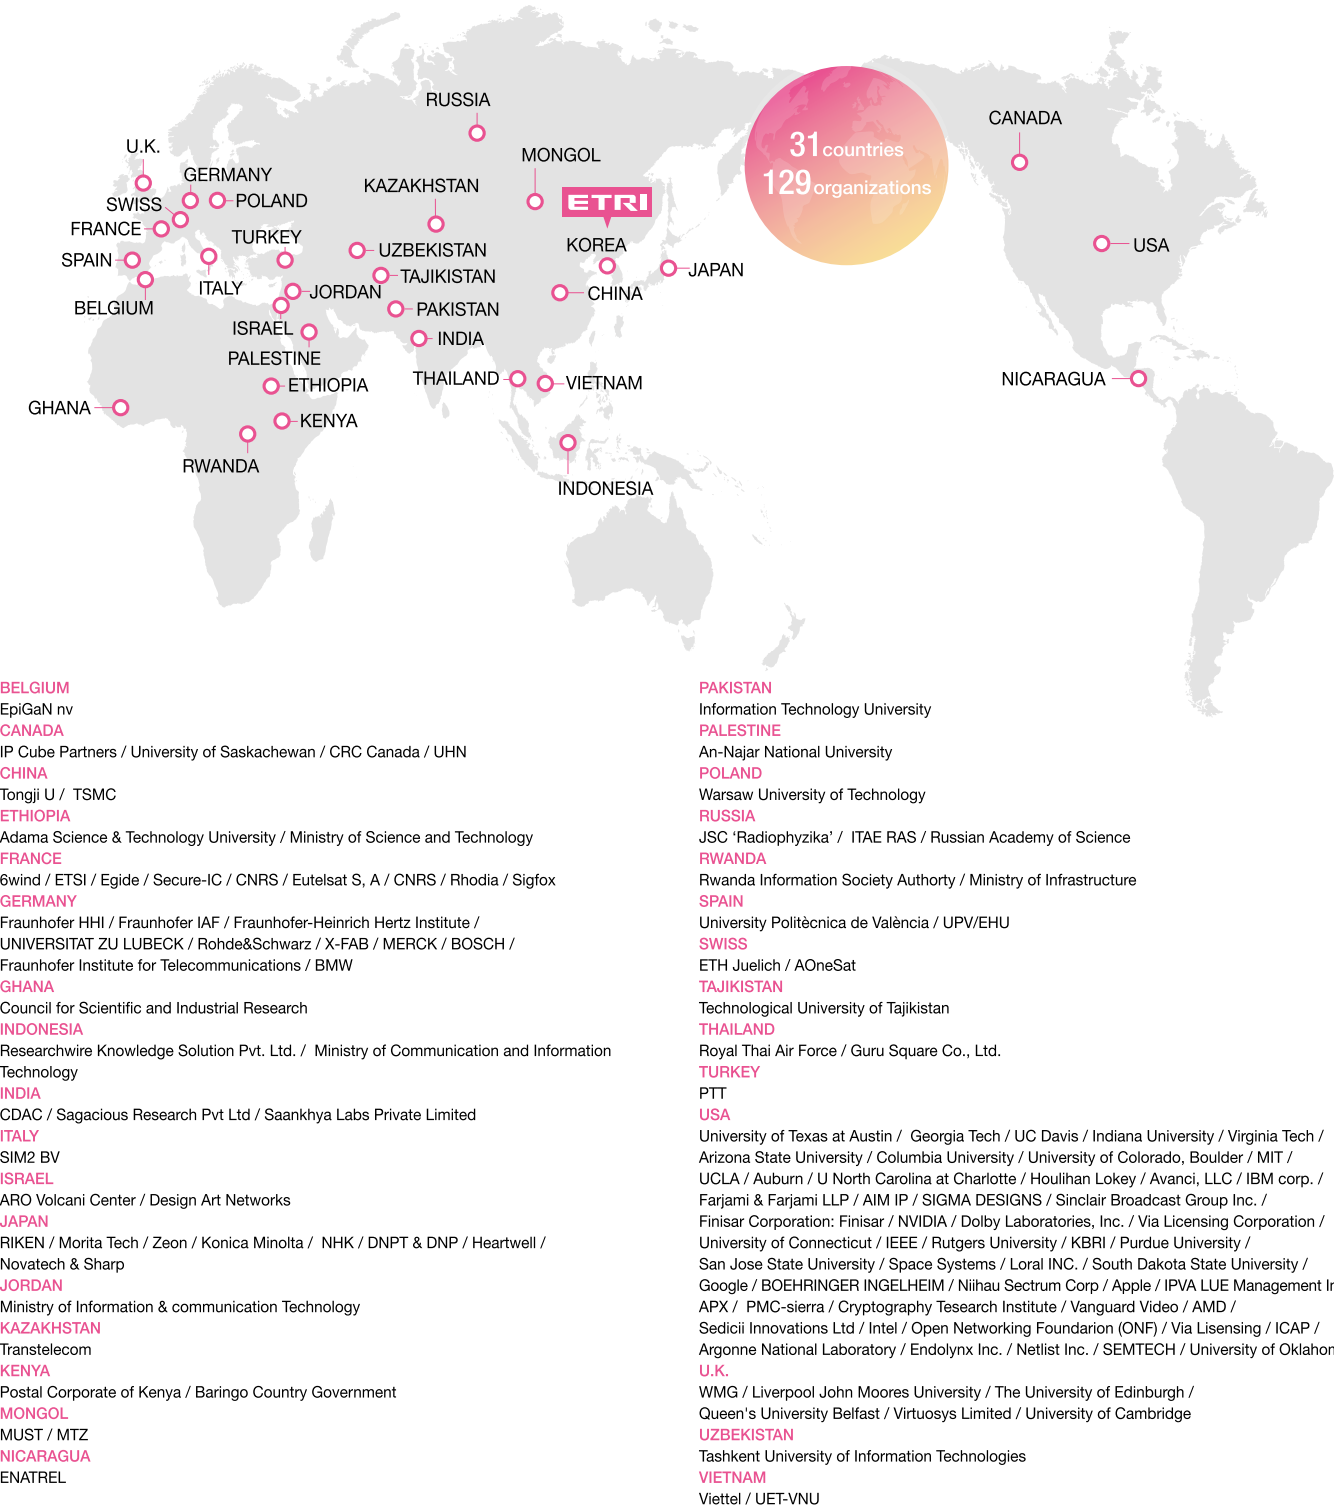 RUSSIA
CANADA
U.K.
31 countries
MONGOL
129 organizations
GERMANY
KAZAKHSTAN
SWISS
POLAND
ETRI
FRANCE
TURKEY
KOREA
USA
UZBEKISTAN
SPAIN
JAPAN
TAJIKISTAN
ITALY
JORDAN
CHINA
BELGIUM
PAKISTAN
ISRAEL
INDIA
PALESTINE
THAILAND
VIETNAM
NICARAGUA
ETHIOPIA
GHANA
KENYA
RWANDA
INDONESIA
BELGIUM
EpiGaN nv
CANADA
IP Cube Partners / University of Saskachewan / CRC Canada / UHN
CHINA
Tongji U / TSMC
ETHIOPIA
Adama Science & Technology University / Ministry of Science and Technology
FRANCE
6wind / ETSI / Egide / Secure-IC / CNRS / Eutelsat S, A / CNRS / Rhodia / Sigfox
GERMANY
Fraunhofer HHI / Fraunhofer IAF / Fraunhofer-Heinrich Hertz Institute /
UNIVERSITAT ZU LUBECK / Rohde&Schwarz / X-FAB / MERCK / BOSCH /
Fraunhofer Institute for Telecommunications / BMW
GHANA
Council for Scientific and Industrial Research
INDONESIA
Researchwire Knowledge Solution Pvt. Ltd. / Ministry of Communication and Information
Technology
INDIA
CDAC / Sagacious Research Pvt Ltd / Saankhya Labs Private Limited
ITALY
SIM2 BV
ISRAEL
ARO Volcani Center / Design Art Networks
JAPAN
RIKEN / Morita Tech / Zeon / Konica Minolta / NHK / DNPT & DNP / Heartwell /
Novatech & Sharp
JORDAN
Ministry of Information & communication Technology
KAZAKHSTAN
Transtelecom
KENYA
Postal Corporate of Kenya / Baringo Country Government
MONGOL
MUST / MTZ
NICARAGUA
ENATREL
PAKISTAN
Information Technology University
PALESTINE
An-Najar National University
POLAND
Warsaw University of Technology
RUSSIA
JSC ‘Radiophyzika’ / ITAE RAS / Russian Academy of Science
RWANDA
Rwanda Information Society Authorty / Ministry of Infrastructure
SPAIN
University Politècnica de València / UPV/EHU
SWISS
ETH Juelich / AOneSat
TAJIKISTAN
Technological University of Tajikistan
THAILAND
Royal Thai Air Force / Guru Square Co., Ltd.
TURKEY
PTT
USA
University of Texas at Austin / Georgia Tech / UC Davis / Indiana University / Virginia Tech /
Arizona State University / Columbia University / University of Colorado, Boulder / MIT /
UCLA / Auburn / U North Carolina at Charlotte / Houlihan Lokey / Avanci, LLC / IBM corp. /
Farjami & Farjami LLP / AIM IP / SIGMA DESIGNS / Sinclair Broadcast Group Inc. /
Finisar Corporation: Finisar / NVIDIA / Dolby Laboratories, Inc. / Via Licensing Corporation /
University of Connecticut / IEEE / Rutgers University / KBRI / Purdue University /
San Jose State University / Space Systems / Loral INC. / South Dakota State University /
Google / BOEHRINGER INGELHEIM / Niihau Sectrum Corp / Apple / IPVA LUE Management
APX / PMC-sierra / Cryptography Tesearch Institute / Vanguard Video / AMD /
Sedicii Innovations Ltd / Intel / Open Networking Foundarion (ONF) / Via Lisensing / ICAP /
Argonne National Laboratory / Endolynx Inc. / Netlist Inc. / SEMTECH / University of
U.K.
WMG / Liverpool John Moores University / The University of Edinburgh /
Queen's University Belfast / Virtuosys Limited / University of Cambridge
UZBEKISTAN
Tashkent University of Information Technologies
VIETNAM
Viettel / UET-VNU